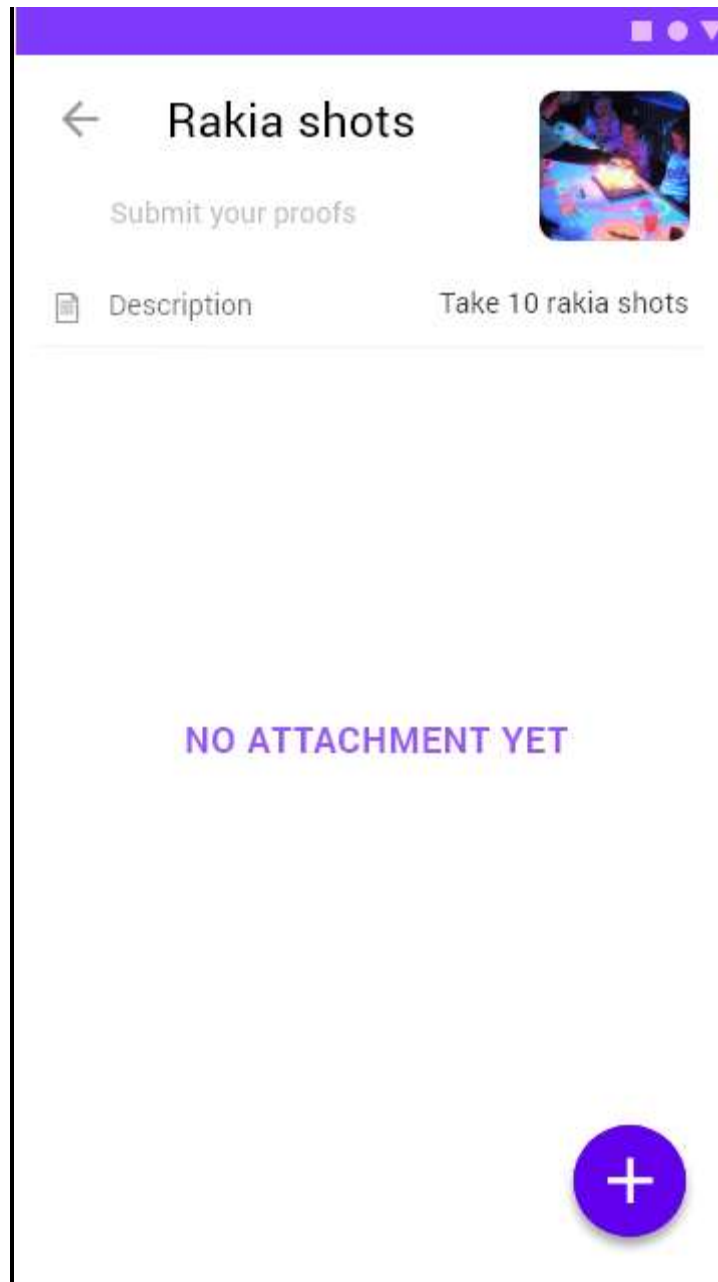 Rakia shots
Submit your proofs
Description Take 10 rakia shots
NO ATTACHMENT YET